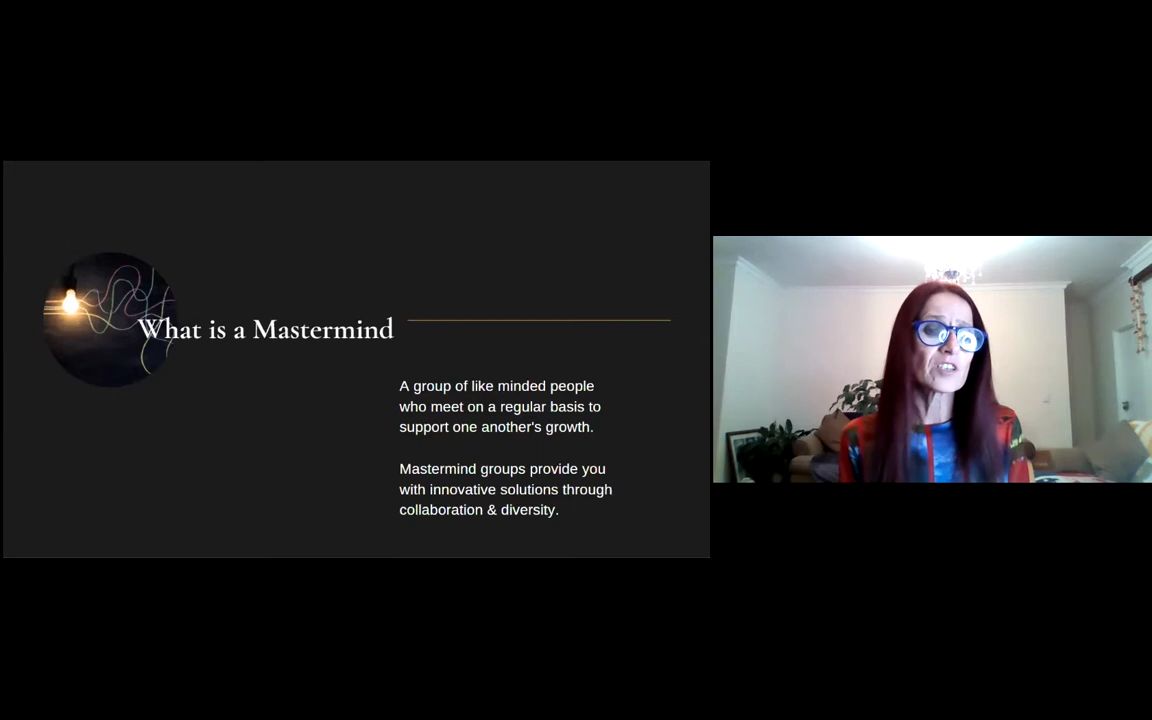 What is a Mastermind
A group of like minded people
who meet on a regular basis to
support one another's growth.
Mastermind groups provide you
with innovative solutions through
collaboration & diversity.